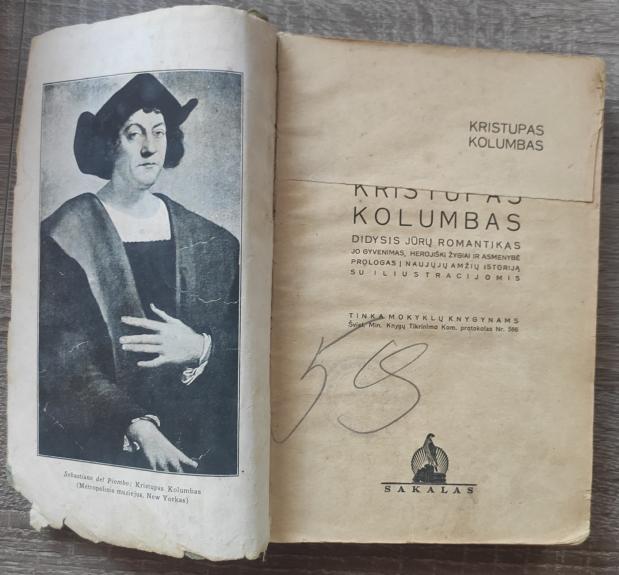 Sebastiano del Piombo: Kristupas Kolumbas
(Metropolinis muziejus, New Yorkas)
KRISTUPAS
KOLUMBAS
KRISTUPAS
KOLUMBAS
DIDYSIS JŪRŲ ROMANTIKAS
JO GYVENIMAS, HEROJIŠKI ŽYGIAI IR ASMENYBĖ
PROLOGAS Į NAUJŲJŲ AMŽIŲ ISTORIJĄ
SU ILIUSTRACIJOMIS
TINKA MOKYKLŲ KNYGYNAMS
Šviet. Min. Knygų Tikrinimo Kom. protokolas Nr. 586
SAKALAS